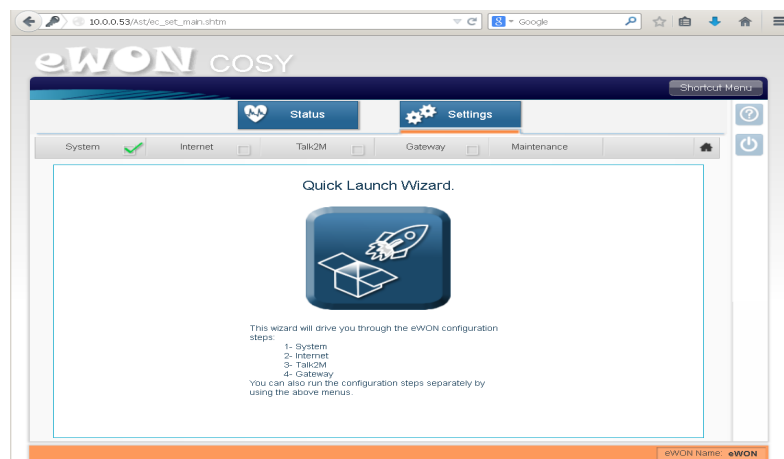 10.0.0.53/Ast/ec_set_main.shtm
Google
eWON COSY
Shortcut Menu
Status
Settings
System
Internet
Talk2M
Gateway
Maintenance
Quick Launch Wizard.
This wizard will drive you through the eWON configuration
steps:
1- System
2- Internet
3- Talk2M
4- Gateway
You can also run the configuration steps separately by
using the above menus.
eWON Name: eWON